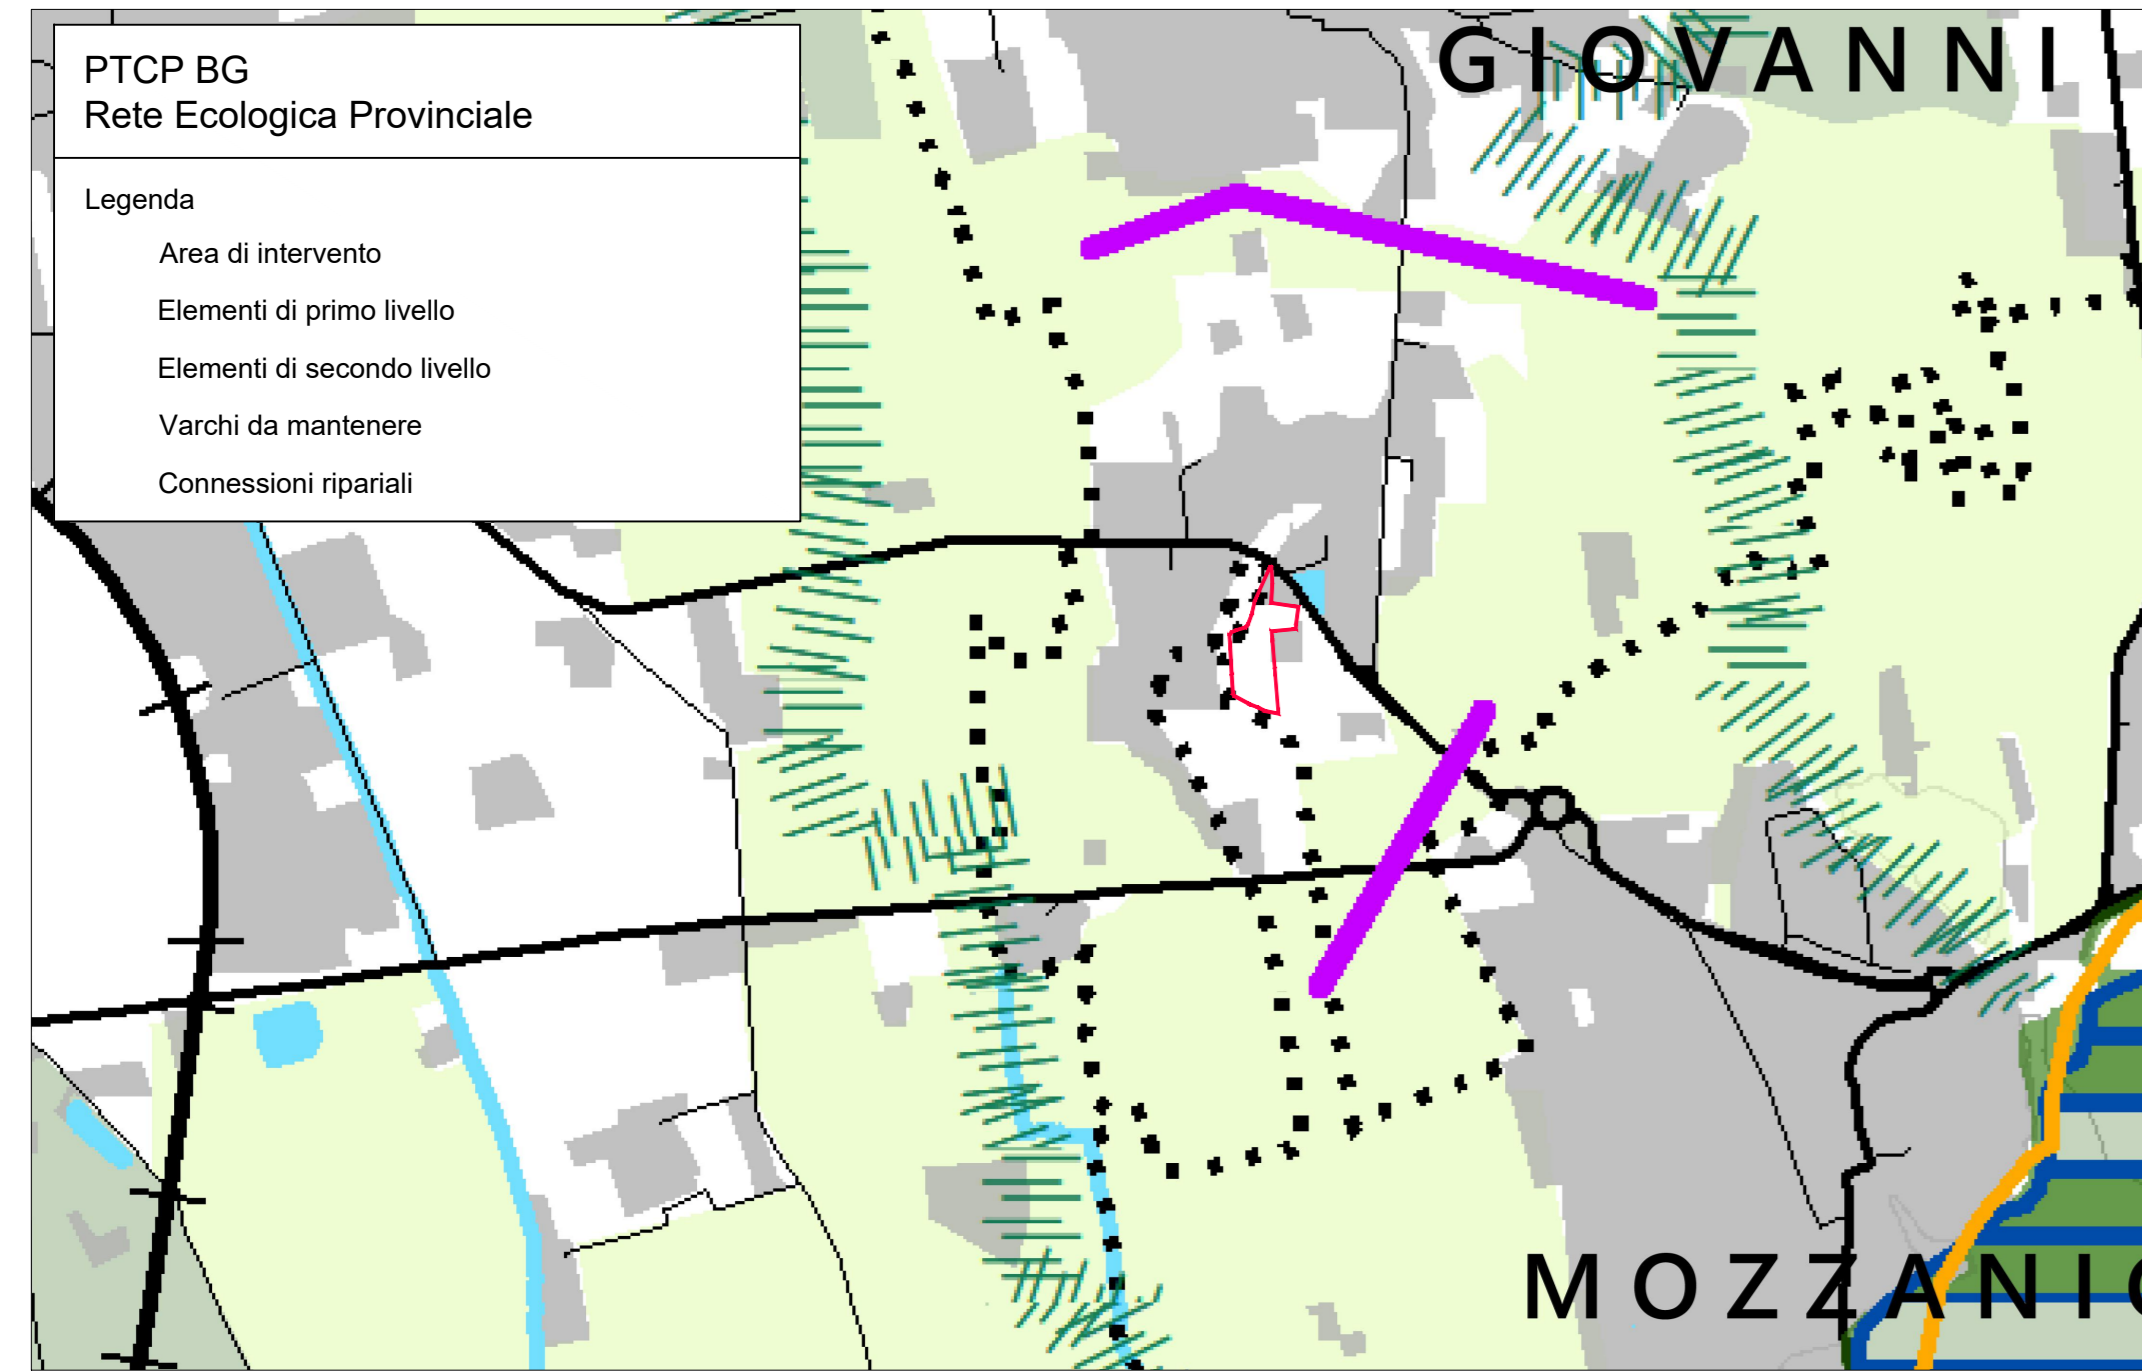 PTCP BG
Rete Ecologica Provinciale
Legenda
Area di intervento
Elementi di primo livello
Elementi di secondo livello
Varchi da mantenere
Connessioni ripariali
GIOVANNI
MOZZANIC